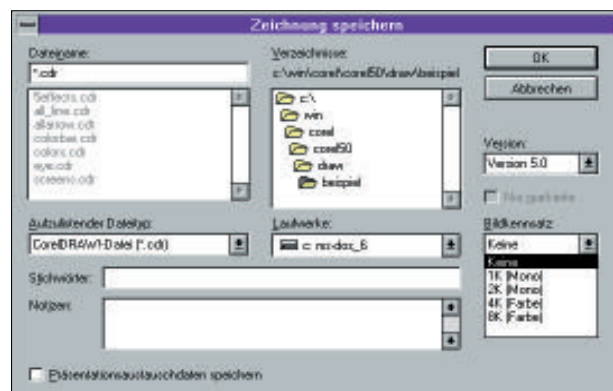 Zeichnung speichern
Dateiname:
*.cdr
5effects.cdr
all_line.cdr
allarrow.cdr
colorbar.cdr
colors.cdr
eye.cdr
screens.cdr
Verzeichnisse:
c:\win\corel\corel50\draw\beispiel
c:\
win
corel
corel50
draw
beispiel
OK
Abbrechen
Version:
Version 5.0
Nur
Aufzulistender Dateityp:
CorelDRAW!-Datei (*.cdr)
Laufwerke:
c: ms-dos_6
Bildkennsatz:
Keine
Keine
1K (Mono)
2K (Mono)
4K (Farbe)
8K (Farbe)
Stichwörter:
Notizen:
Präsentationsaustauschdaten speichern